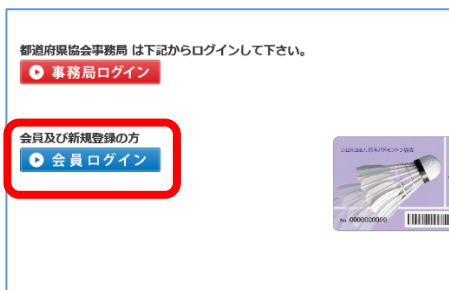 都道府県協会事務局 は下記からログインして下さい。
事務局ログイン
会員及び新規登録の方
会員ログイン
No 0000000000